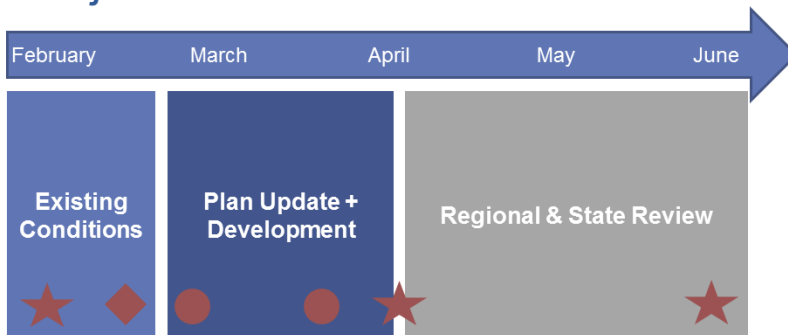 February March April May June
Existing
Conditions
Plan Update +
Development
Regional & State Review